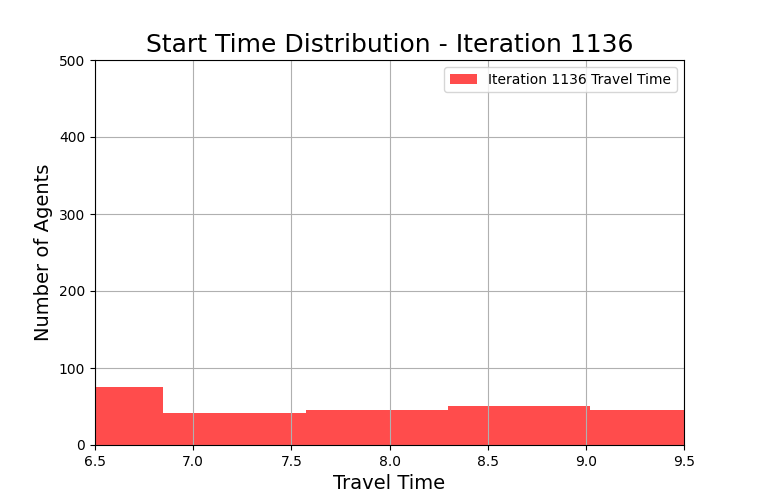 Start Time Distribution - Iteration 1136
Iteration 1136 Travel Time
Number of Agents
500
400
300
200
100
0
6.5 7.0 7.5 8.0 8.5 9.0 9.5
Travel Time